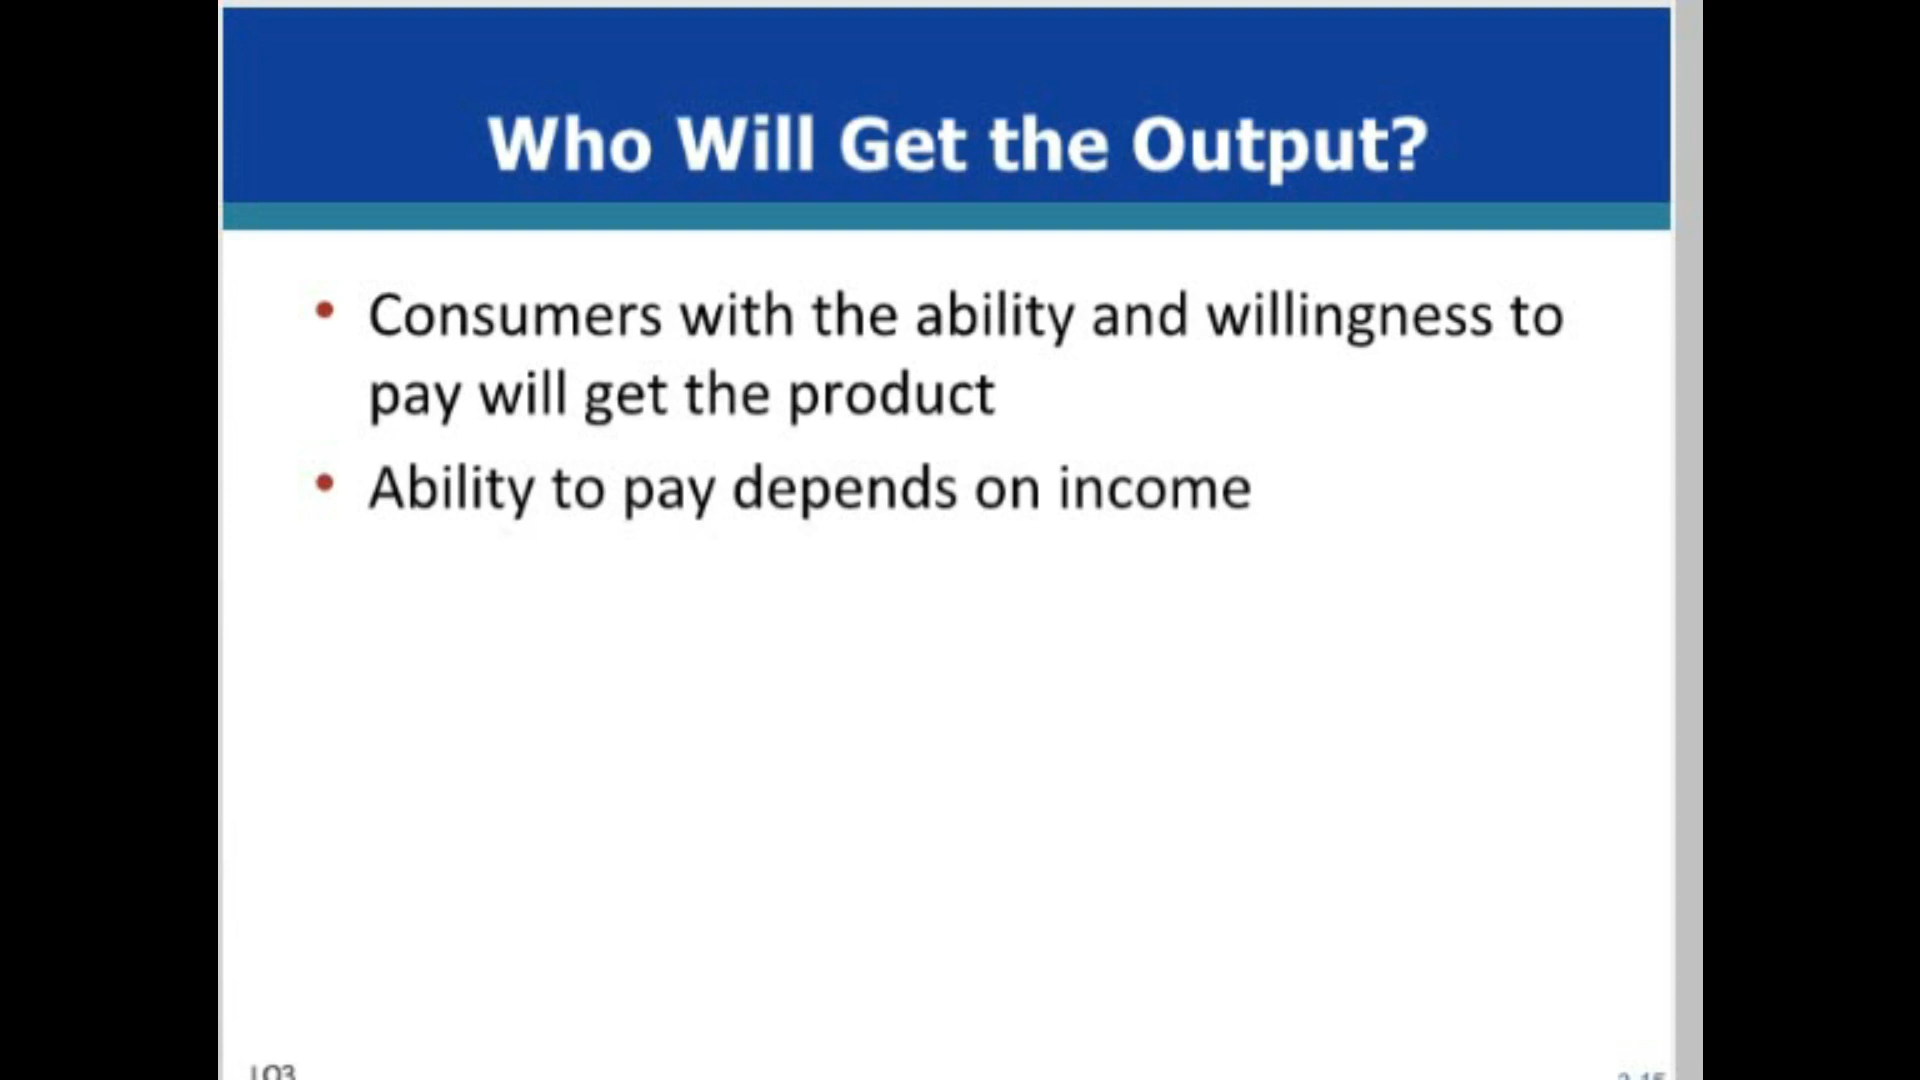 Who Will Get the Output?
• Consumers with the ability and willingness to
pay will get the product
• Ability to pay depends on income
LO3